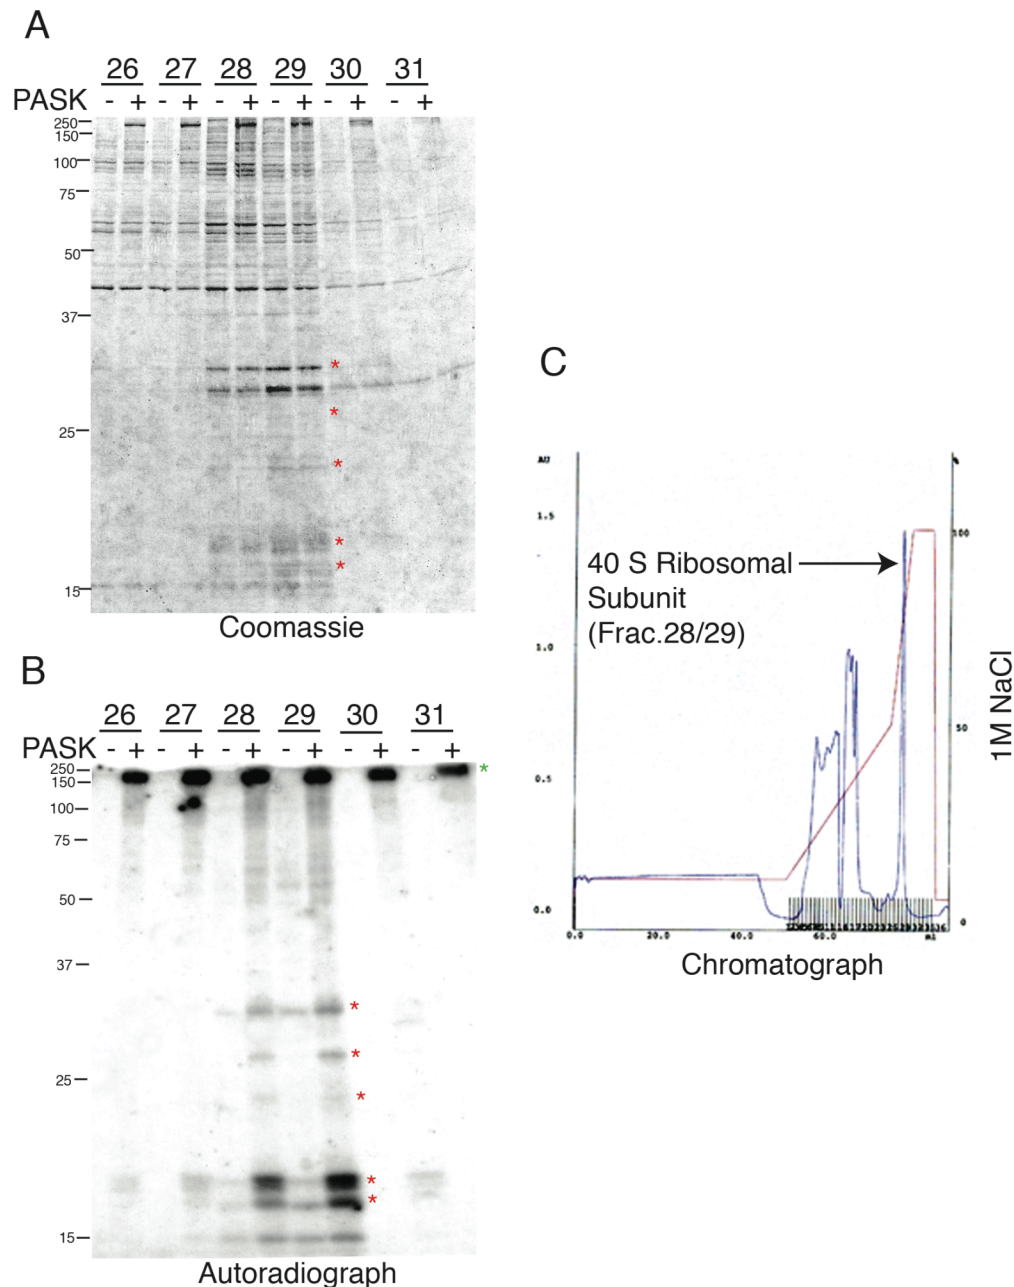 A
26 27 28 29 30 31
PASK - + - + - + - + - + - +
250
150
100
75
50
37
*
*
25
*
*
*
15
Coomassie
B
26 27 28 29 30 31
PASK - + - + - + - + - + - +
250
150
*
100
75
50
37
*
*
25
*
*
*
15
Autoradiograph
C
AU
%
1.5
100
40 S Ribosomal
Subunit
(Frac.28/29)
1.0
50
1M NaCl
0.5
0.0
0
0.0 20.0 40.0 60.0 ml
Chromatograph